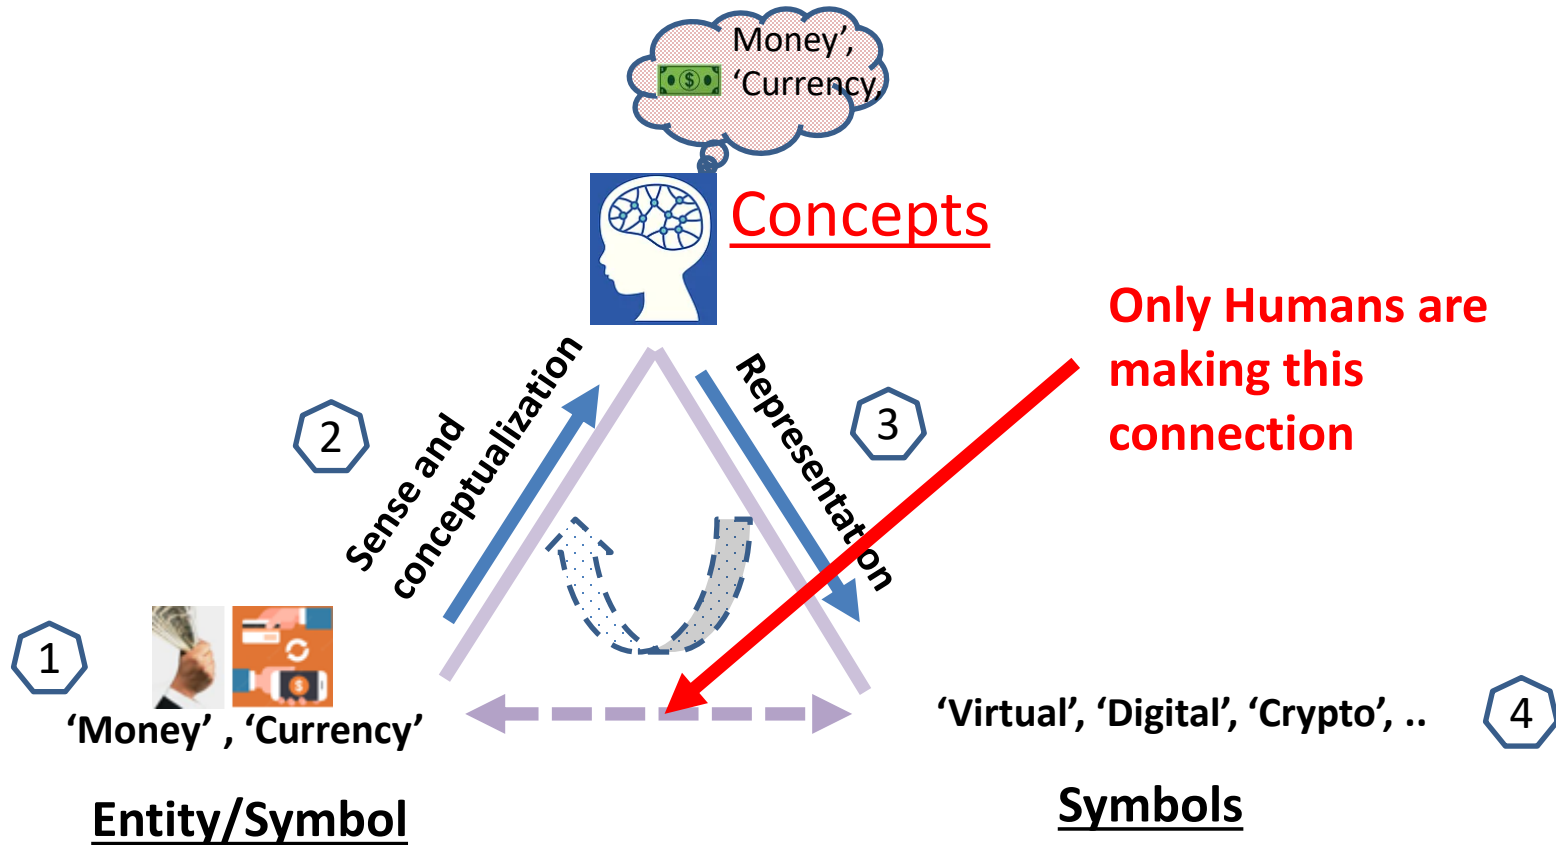 Money’,
‘Currency,
$
Concepts
Only Humans are
making this
connection
2
Sense and
conceptualization
Representation
3
1
$
‘Money’ , ‘Currency’
‘Virtual’, ‘Digital’, ‘Crypto’, ..
4
Entity/Symbol
Symbols